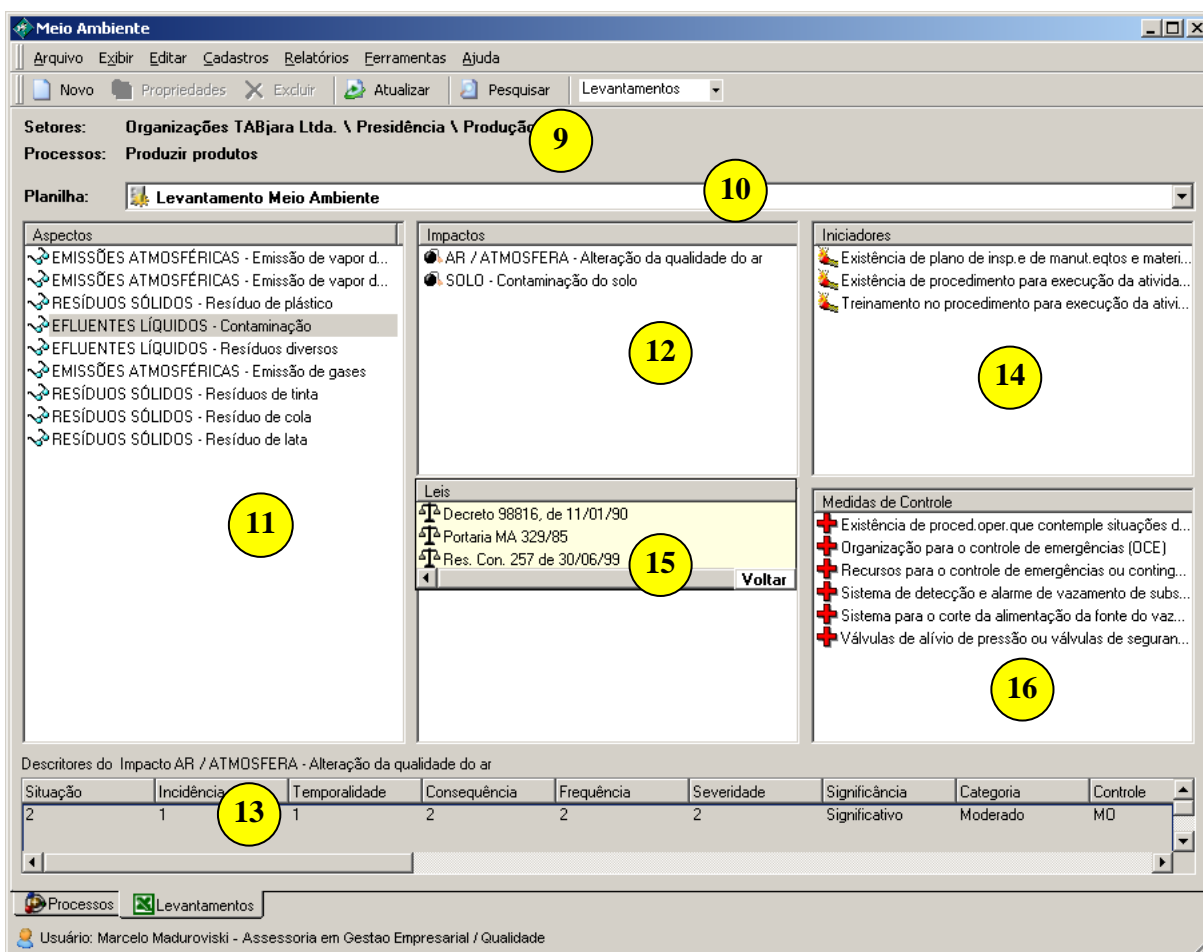 Meio Ambiente
Arquivo Exibir Editar Cadastros Relatórios Ferramentas Ajuda
Novo Propriedades Excluir Atualizar Pesquisar Levantamentos
Setores: Organizações TABjara Ltda. \ Presidência \ Produção
9
Processos: Produzir produtos
10
Planilha: Levantamento Meio Ambiente
Aspectos
EMISSÕES ATMOSFÉRICAS - Emissão de vapor d...
EMISSÕES ATMOSFÉRICAS - Emissão de vapor d...
RESÍDUOS SÓLIDOS - Resíduo de plástico
EFLUENTES LÍQUIDOS - Contaminação
EFLUENTES LÍQUIDOS - Resíduos diversos
EMISSÕES ATMOSFÉRICAS - Emissão de gases
RESÍDUOS SÓLIDOS - Resíduos de tinta
RESÍDUOS SÓLIDOS - Resíduo de cola
RESÍDUOS SÓLIDOS - Resíduo de lata
11
Impactos
AR / ATMOSFERA - Alteração da qualidade do ar
SOLO - Contaminação do solo
12
Iniciadores
Existência de plano de insp.e de manut.eqtos e materi...
Existência de procedimento para execução da ativida...
Treinamento no procedimento para execução da ativi...
14
Leis
Decreto 98816, de 11/01/90
Portaria MA 329/85
Res. Con. 257 de 30/06/99
15
Voltar
Medidas de Controle
Existência de proced.oper.que contemple situações d...
Organização para o controle de emergências (OCE)
Recursos para o controle de emergências ou conting...
Sistema de detecção e alarme de vazamento de subs...
Sistema para o corte da alimentação da fonte do vaz...
Válvulas de alívio de pressão ou válvulas de seguran...
16
Descritores do Impacto AR / ATMOSFERA - Alteração da qualidade do ar
Situação Incidência Temporalidade Consequência Frequência Severidade Significância Categoria Controle
2 1 1 2 2 2 Significativo Moderado MO
13
Processos Levantamentos
Usuário: Marcelo Maduroviski - Assessoria em Gestao Empresarial / Qualidade